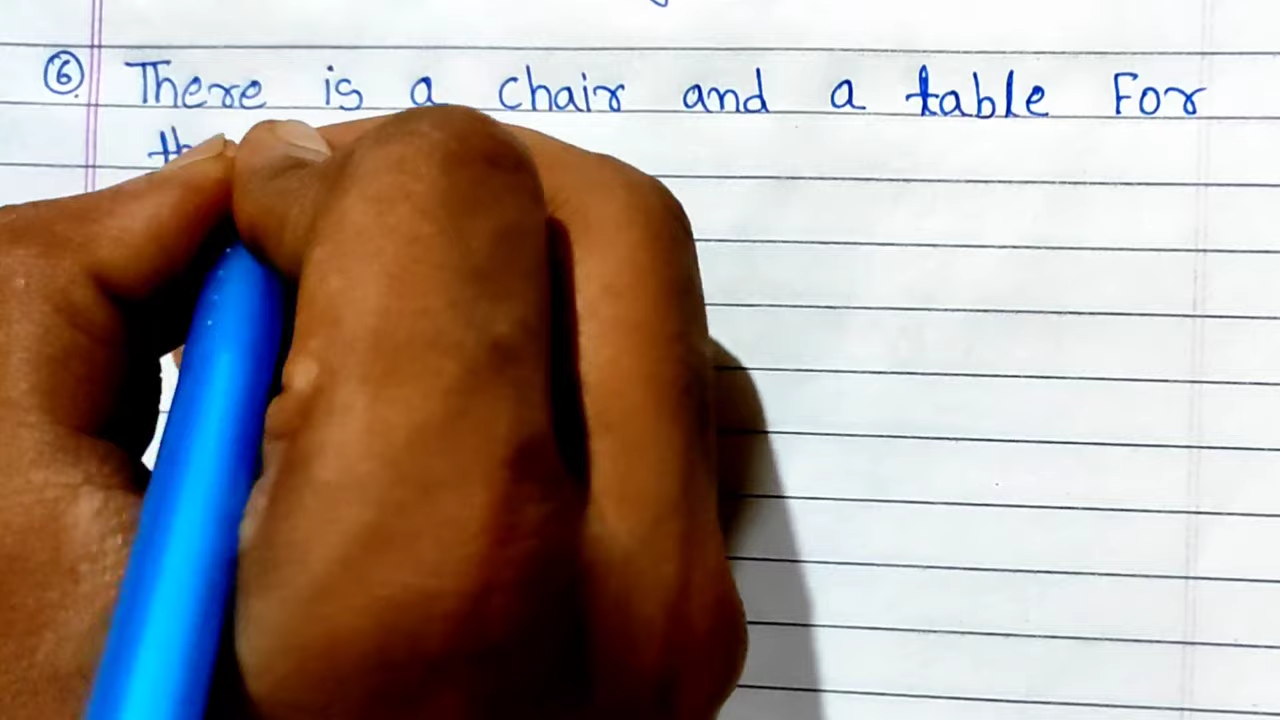 ⑥ There is a chair and a table For